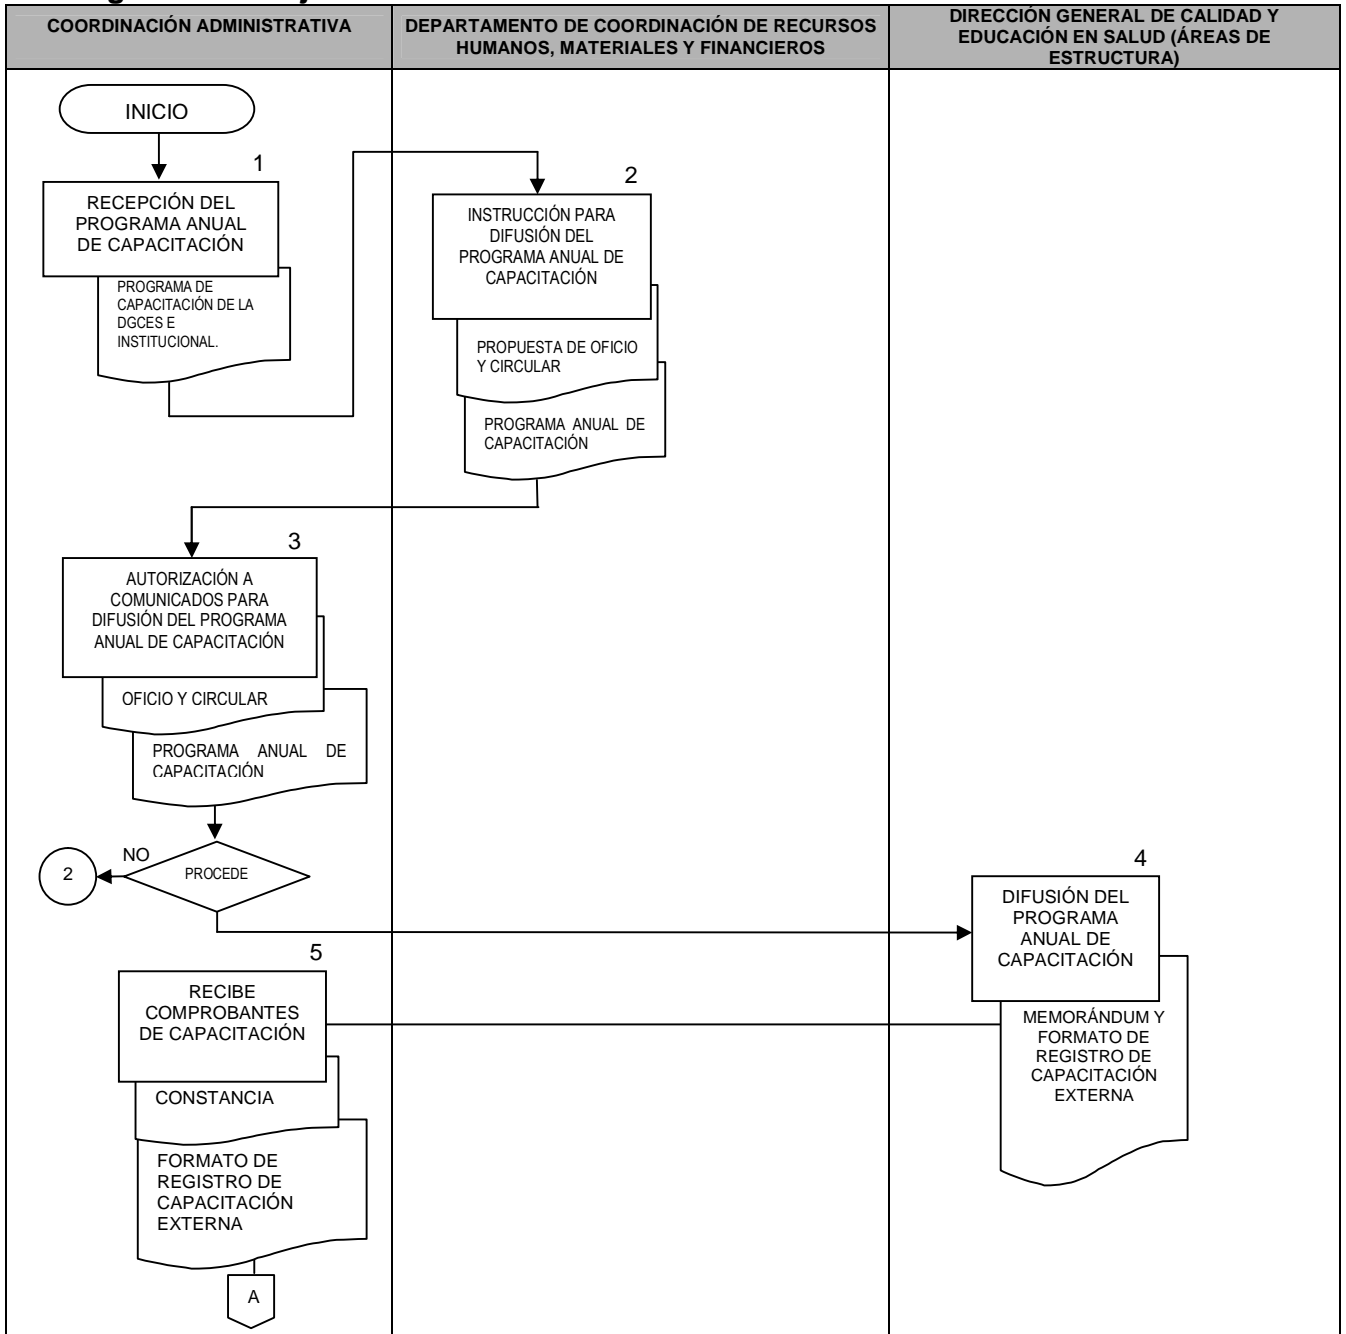 COORDINACIÓN ADMINISTRATIVA
DEPARTAMENTO DE COORDINACIÓN DE RECURSOS
HUMANOS, MATERIALES Y FINANCIEROS
DIRECCIÓN GENERAL DE CALIDAD Y
EDUCACIÓN EN SALUD (ÁREAS DE
ESTRUCTURA)
INICIO
1
RECEPCIÓN DEL
PROGRAMA ANUAL
DE CAPACITACIÓN
PROGRAMA DE
CAPACITACIÓN DE LA
DGCES E
INSTITUCIONAL.
2
INSTRUCCIÓN PARA
DIFUSIÓN DEL
PROGRAMA ANUAL DE
CAPACITACIÓN
PROPUESTA DE OFICIO
Y CIRCULAR
PROGRAMA ANUAL DE
CAPACITACIÓN
3
AUTORIZACIÓN A
COMUNICADOS PARA
DIFUSIÓN DEL PROGRAMA
ANUAL DE CAPACITACIÓN
OFICIO Y CIRCULAR
PROGRAMA ANUAL DE
CAPACITACIÓN
NO
2
PROCEDE
4
DIFUSIÓN DEL
PROGRAMA
ANUAL DE
CAPACITACIÓN
MEMORÁNDUM Y
FORMATO DE
REGISTRO DE
CAPACITACIÓN
EXTERNA
5
RECIBE
COMPROBANTES
DE CAPACITACIÓN
CONSTANCIA
FORMATO DE
REGISTRO DE
CAPACITACIÓN
EXTERNA
A